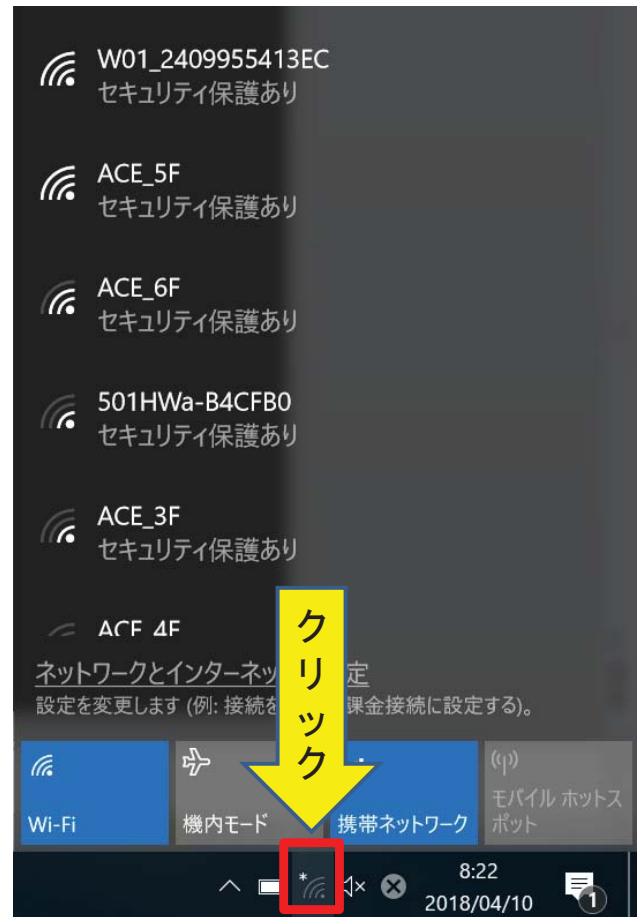 W01_2409955413EC
セキュリティ保護あり
ACE_5F
セキュリティ保護あり
ACE_6F
セキュリティ保護あり
501HWa-B4CFB0
セキュリティ保護あり
ACE_3F
セキュリティ保護あり
ACE_4F
クリック
ネットワークとインターネッ 定
設定を変更します (例: 接続を 課金接続に設定する)。
Wi-Fi
機内モード
携帯ネットワーク
モバイル ホットス
ポット
8:22
2018/04/10
1